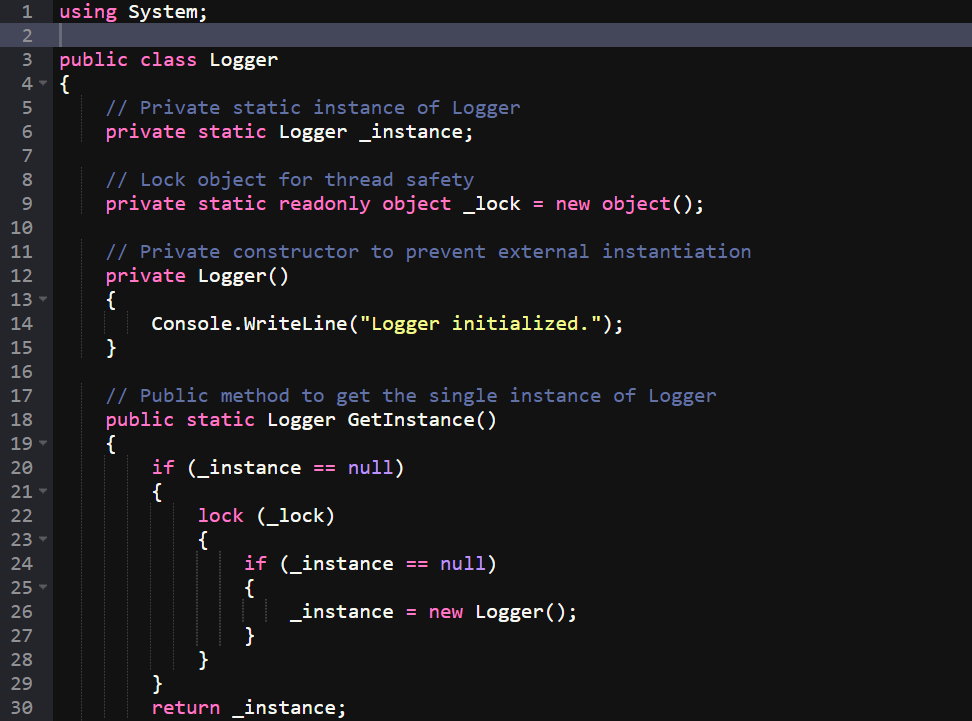 1 using System;
2
3 public class Logger
4 {
5     // Private static instance of Logger
6     private static Logger _instance;
7
8     // Lock object for thread safety
9     private static readonly object _lock = new object();
10
11     // Private constructor to prevent external instantiation
12     private Logger()
13     {
14         Console.WriteLine("Logger initialized.");
15     }
16
17     // Public method to get the single instance of Logger
18     public static Logger GetInstance()
19     {
20         if (_instance == null)
21         {
22             lock (_lock)
23             {
24                 if (_instance == null)
25                 {
26                     _instance = new Logger();
27                 }
28             }
29         }
30         return _instance;